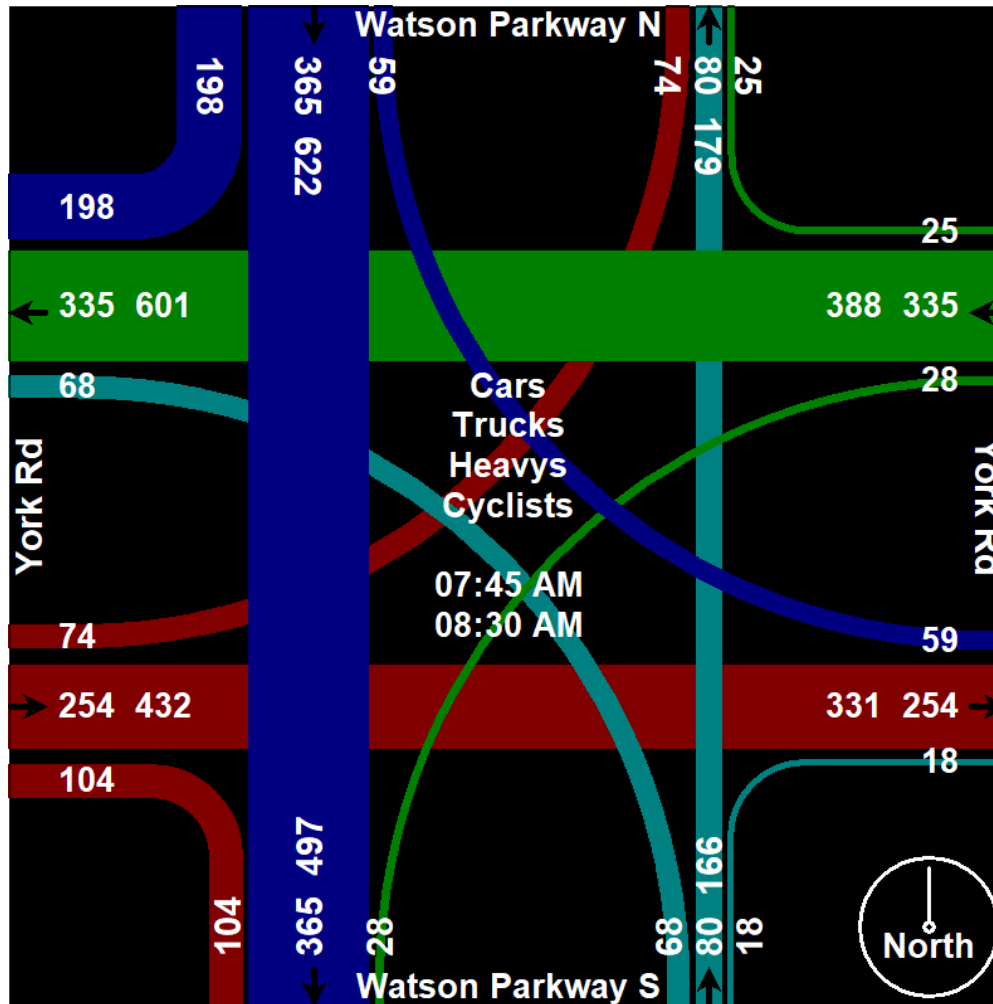 Watson Parkway N
198
365 622
59
74
80 179
25
198
25
335 601
388 335
68
28
Cars
Trucks
Heavys
Cyclists
York Rd
York Rd
07:45 AM
08:30 AM
74
59
254 432
331 254
104
18
104
365 497
28
68
80 166
18
North
Watson Parkway S